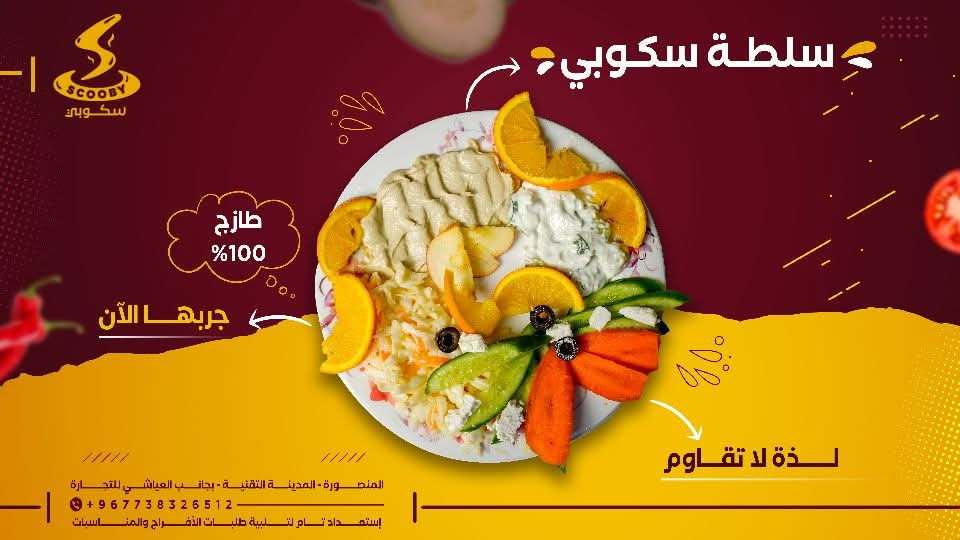 SCOOBY
سكوبي
سلطة سكوبي
طازج
100%
جربها الآن
لذة لا تقاوم
المنصورة - المدينة التقنية - بجانب العياشي للتجارة
+967738326512
إستعداد تام لتلبية طلبات الأفراح والمناسبات